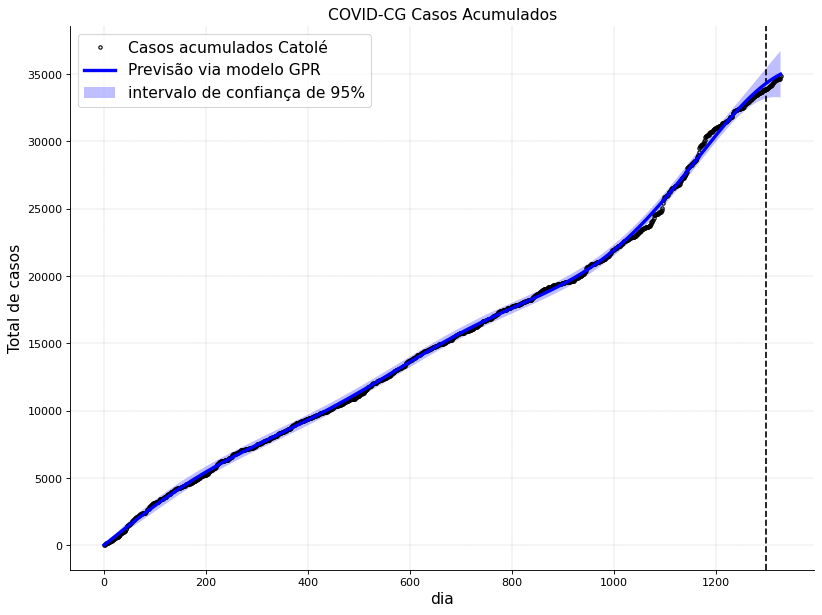 COVID-CG Casos Acumulados
Casos acumulados Catolé
Previsão via modelo GPR
intervalo de confiança de 95%
Total de casos
35000
30000
25000
20000
15000
10000
5000
0
0 200 400 600 800 1000 1200
dia